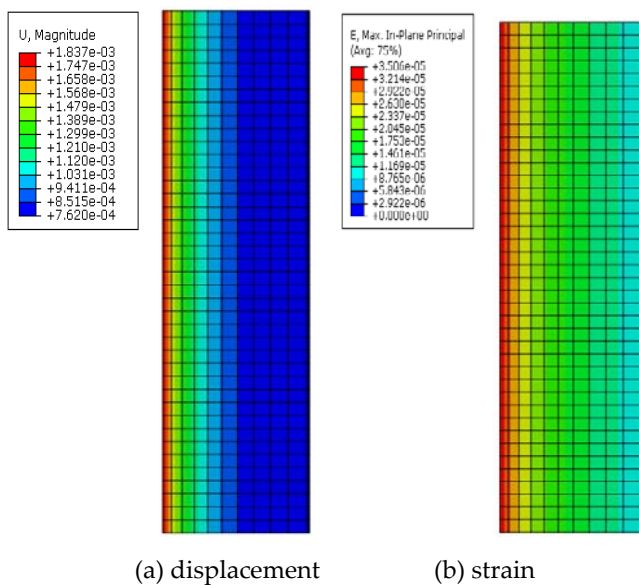 U, Magnitude
+1.837e-03
+1.747e-03
+1.658e-03
+1.568e-03
+1.479e-03
+1.389e-03
+1.299e-03
+1.210e-03
+1.120e-03
+1.031e-03
+9.411e-04
+8.515e-04
+7.620e-04
E, Max. In-Plane Principal
(Avg: 75%)
+3.506e-05
+3.214e-05
+2.922e-05
+2.630e-05
+2.337e-05
+2.045e-05
+1.753e-05
+1.461e-05
+1.169e-05
+8.765e-06
+5.843e-06
+2.922e-06
+0.000e+00
(a) displacement
(b) strain